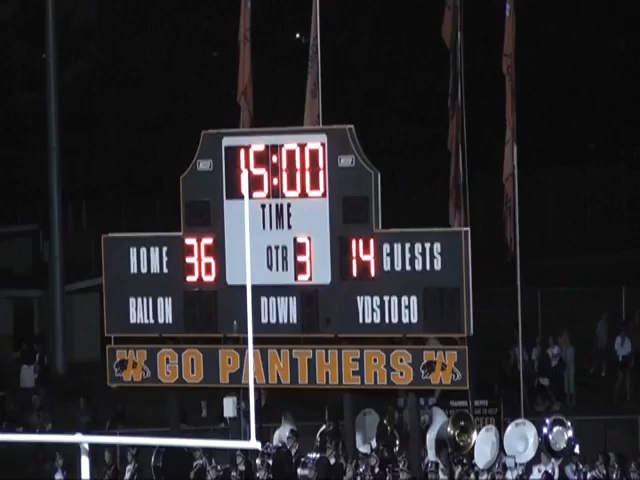 15:00
TIME
HOME 36 QTR 3 14 GUESTS
BALL ON DOWN YDS TO GO
W GO PANTHERS W